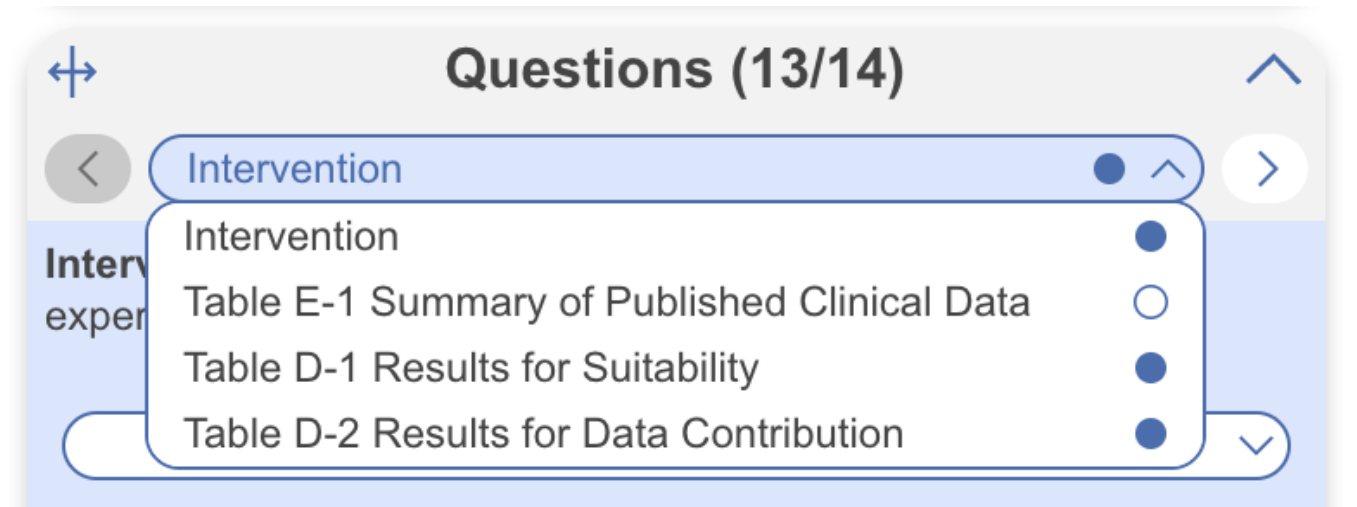 Questions (13/14)
Intervention
Intervention
Table E-1 Summary of Published Clinical Data
Table D-1 Results for Suitability
Table D-2 Results for Data Contribution